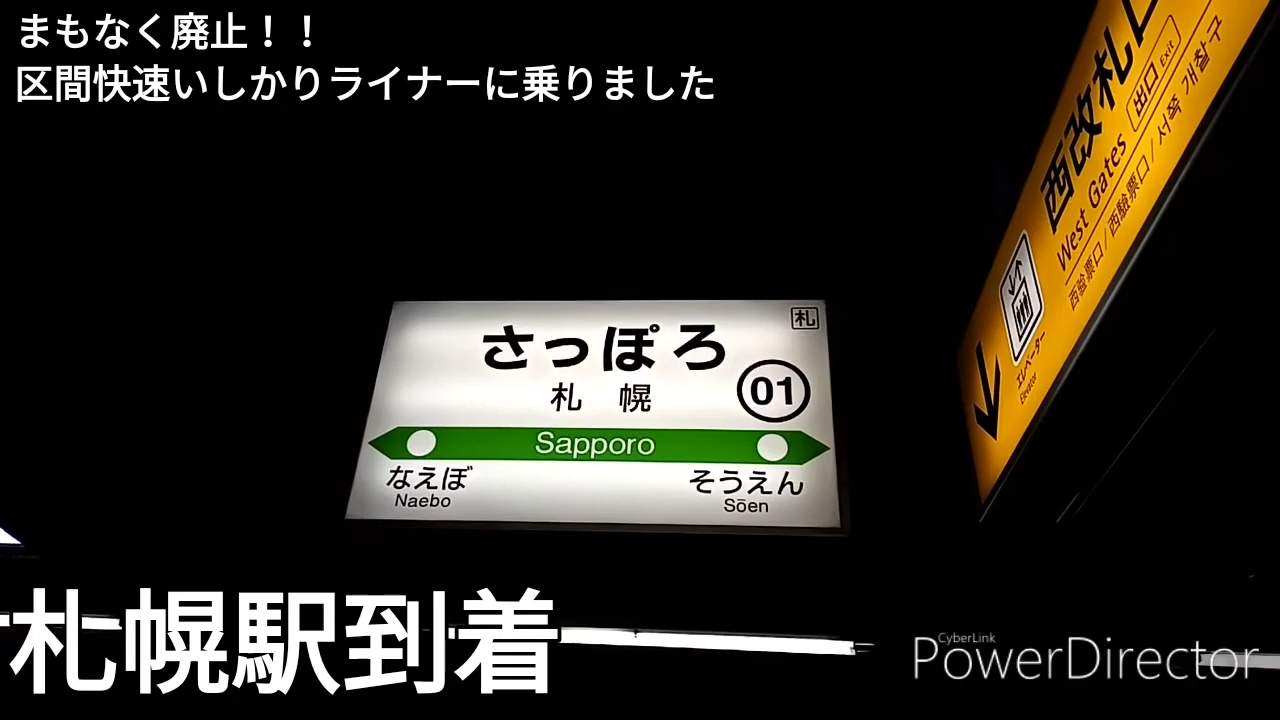 まもなく廃止！！
区間快速いしかりライナーに乗りました
西改札口
West Gates
出口 Exit
西验票口 / 西驗票口 / 서쪽 개찰구
エレベーター
Elevator
札
さっぽろ
札幌
01
Sapporo
なえぼ
Naebo
そうえん
Sōen
札幌駅到着
CyberLink
PowerDirector